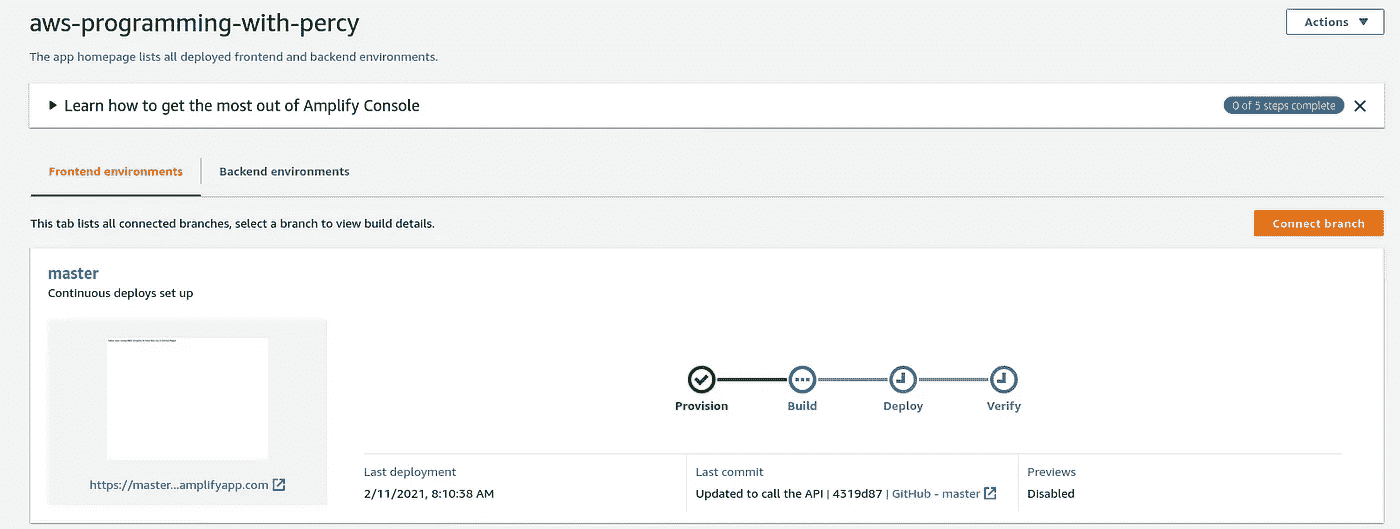 aws-programming-with-percy
Actions
The app homepage lists all deployed frontend and backend environments.
Learn how to get the most out of Amplify Console
0 of 5 steps complete
Frontend environments
Backend environments
This tab lists all connected branches, select a branch to view build details.
Connect branch
master
Continuous deploys set up
https://master...amplifyapp.com
Provision
Build
Deploy
Verify
Last deployment
2/11/2021, 8:10:38 AM
Last commit
Updated to call the API | 4319d87 | GitHub - master
Previews
Disabled